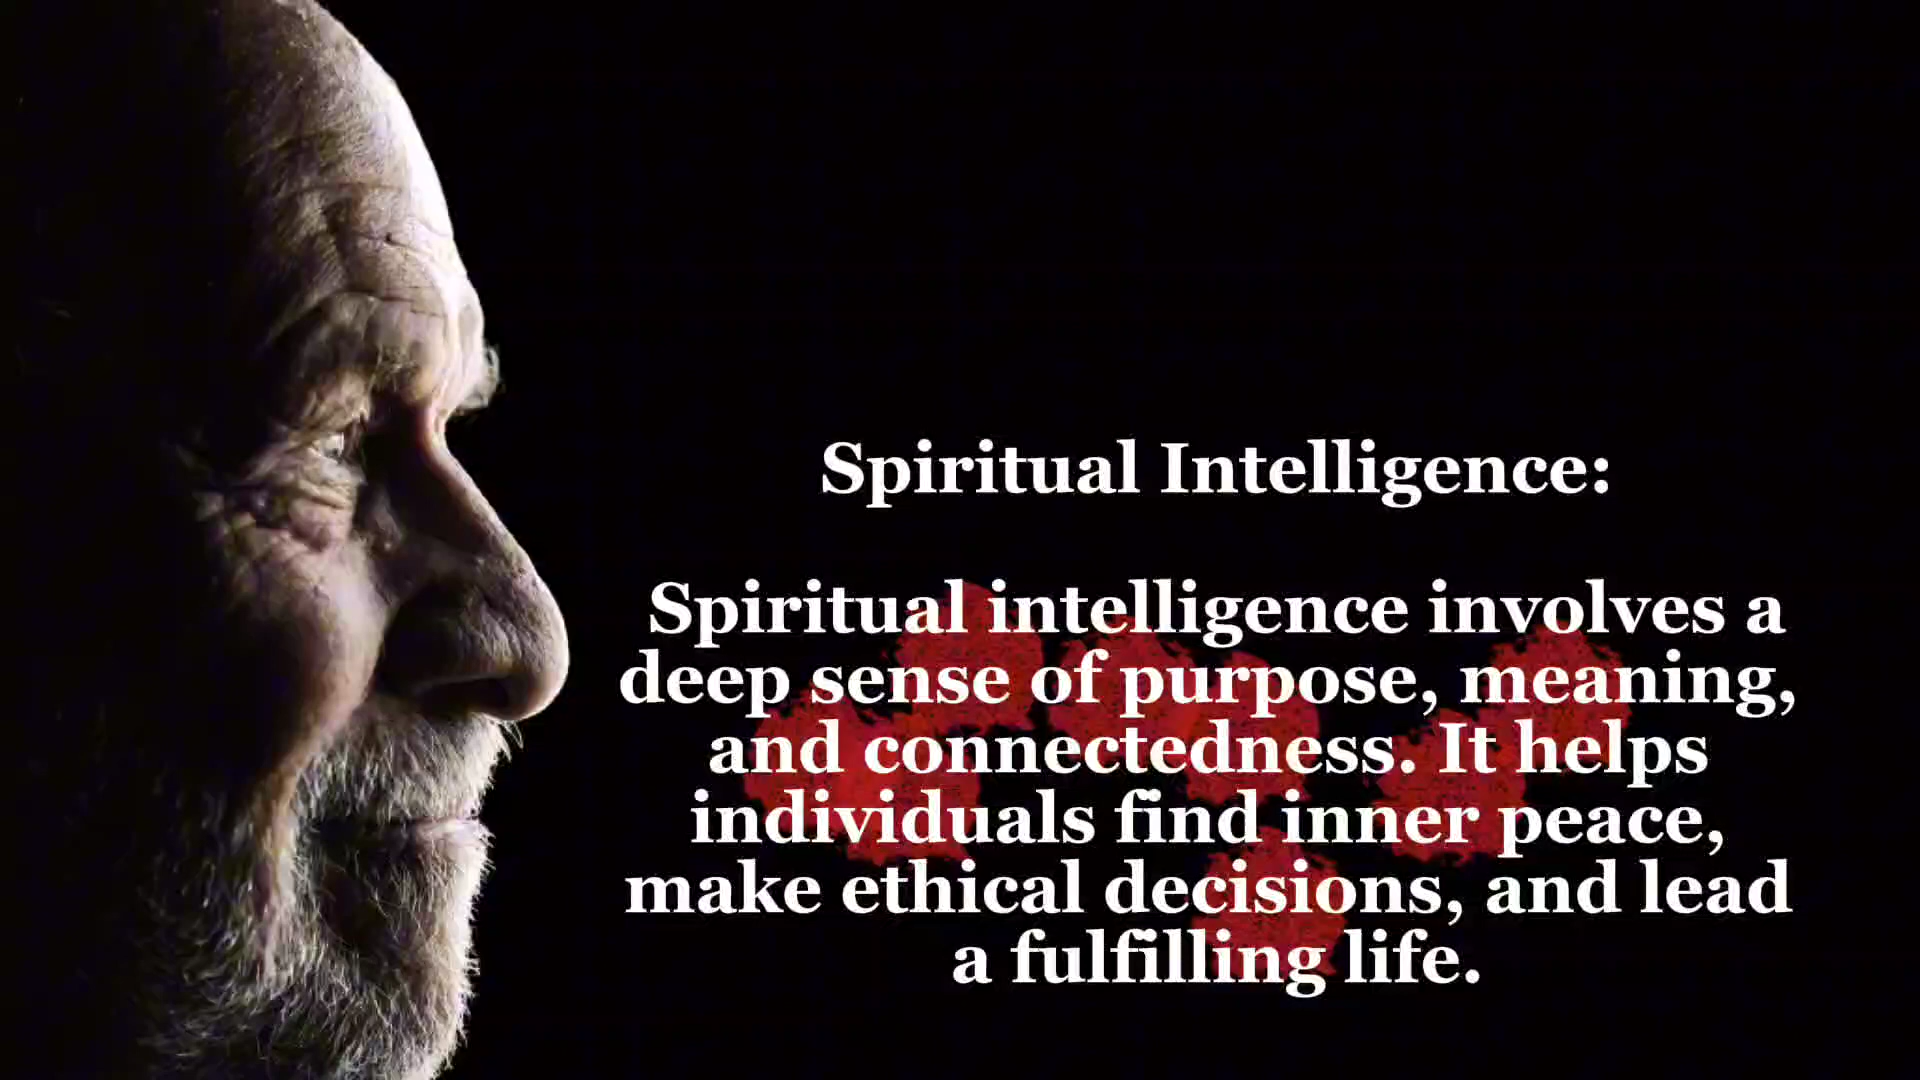 Spiritual Intelligence:
Spiritual intelligence involves a
deep sense of purpose, meaning,
and connectedness. It helps
individuals find inner peace,
make ethical decisions, and lead
a fulfilling life.